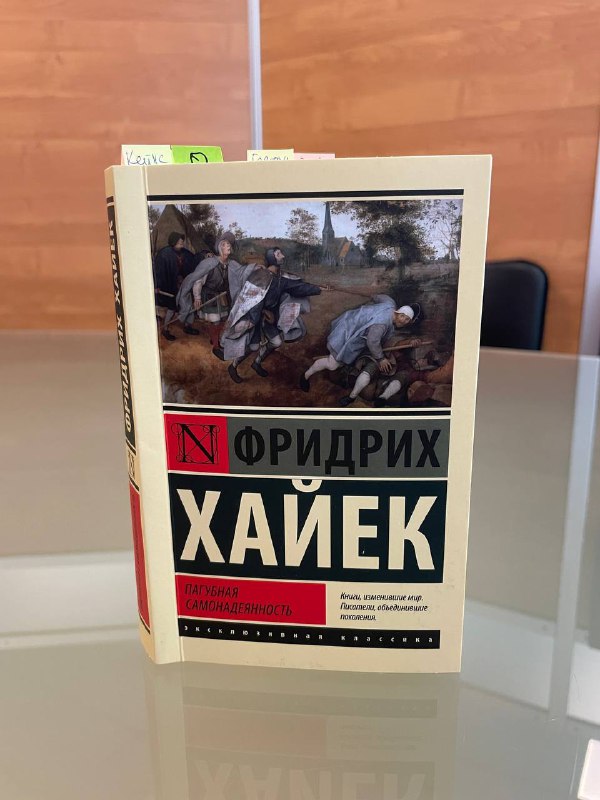 Кейнс
ФРИДРИХ ХАЙЕК
N
ФРИДРИХ
ХАЙЕК
ПАГУБНАЯ
САМОНАДЕЯННОСТЬ
Книги, изменившие мир.
Писатели, объединившие
поколения.
эксклюзивная классика